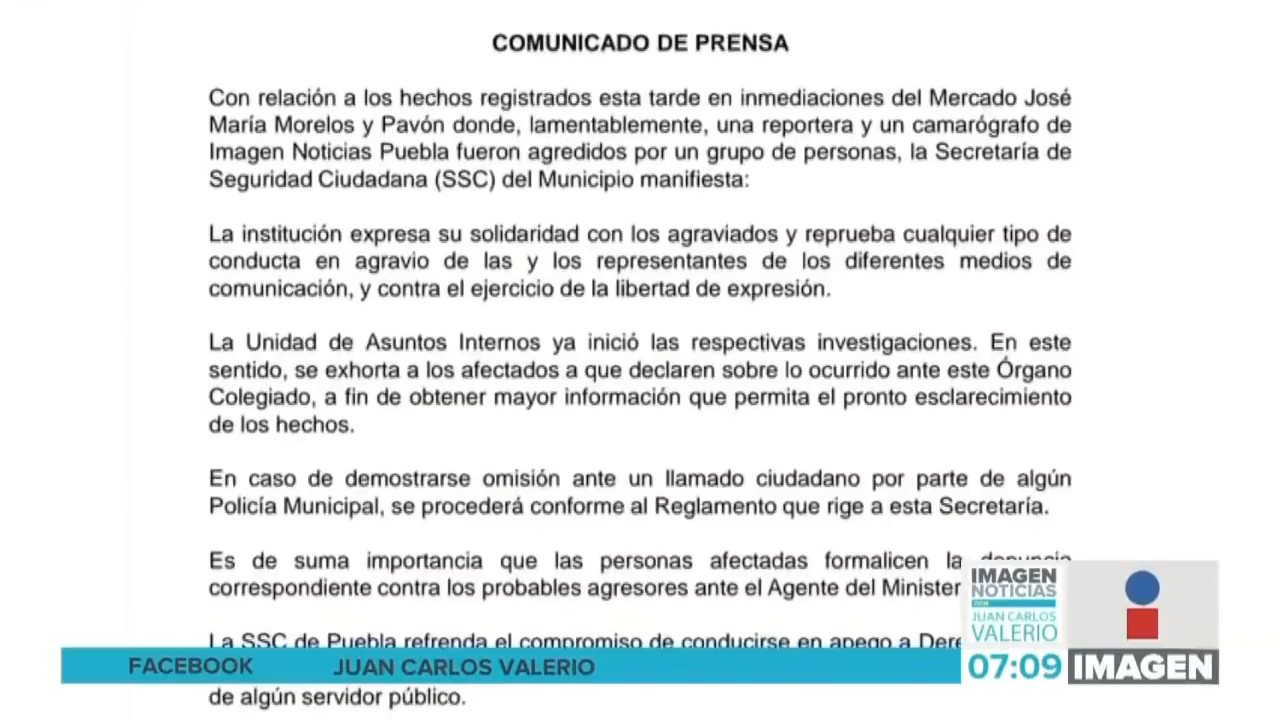 COMUNICADO DE PRENSA
Con relación a los hechos registrados esta tarde en inmediaciones del Mercado José
María Morelos y Pavón donde, lamentablemente, una reportera y un camarógrafo de
Imagen Noticias Puebla fueron agredidos por un grupo de personas, la Secretaría de
Seguridad Ciudadana (SSC) del Municipio manifiesta:
La institución expresa su solidaridad con los agraviados y reprueba cualquier tipo de
conducta en agravio de las y los representantes de los diferentes medios de
comunicación, y contra el ejercicio de la libertad de expresión.
La Unidad de Asuntos Internos ya inició las respectivas investigaciones. En este
sentido, se exhorta a los afectados a que declaren sobre lo ocurrido ante este Órgano
Colegiado, a fin de obtener mayor información que permita el pronto esclarecimiento
de los hechos.
En caso de demostrarse omisión ante un llamado ciudadano por parte de algún
Policía Municipal, se procederá conforme al Reglamento que rige a esta Secretaría.
Es de suma importancia que las personas afectadas formalicen la denuncia
correspondiente contra los probables agresores ante el Agente del Minister
La SSC de Puebla refrenda el compromiso de conducirse en apego a Dere
de algún servidor público.
FACEBOOK JUAN CARLOS VALERIO
IMAGEN
NOTICIAS
CON
JUAN CARLOS
VALERIO
07:09 IMAGEN